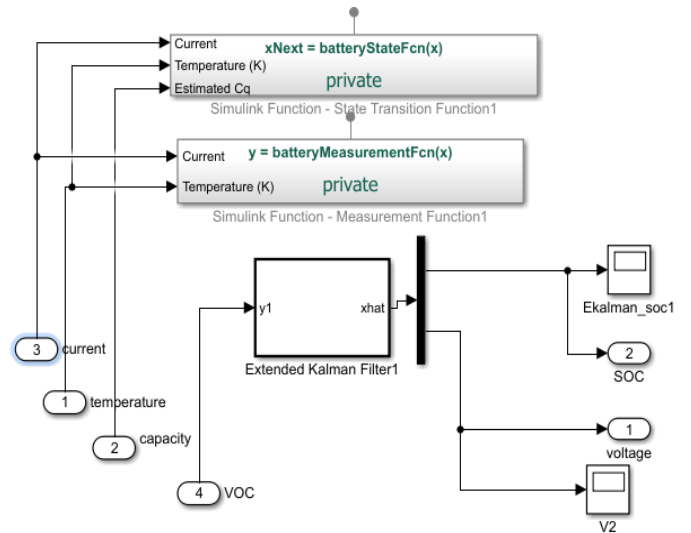 Current
xNext = batteryStateFcn(x)
Temperature (K)
private
Estimated Cq
Simulink Function - State Transition Function1
Current
y = batteryMeasurementFcn(x)
Temperature (K)
private
Simulink Function - Measurement Function1
y1
xhat
Extended Kalman Filter1
Ekalman_soc1
3
current
2
SOC
1
temperature
2
capacity
1
voltage
4
VOC
V2